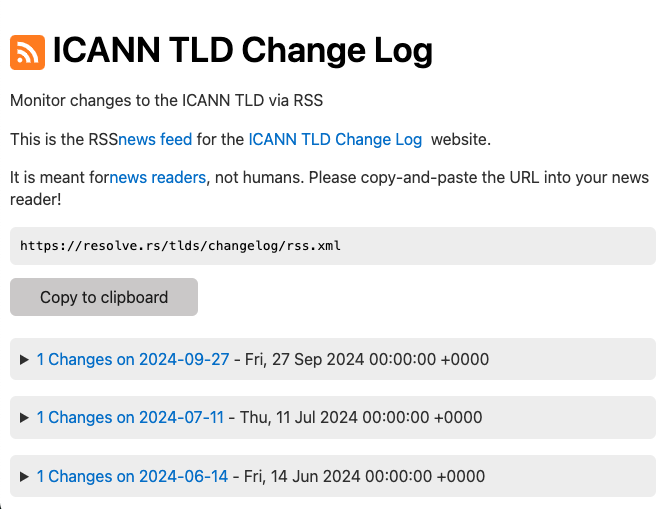 ICANN TLD Change Log
Monitor changes to the ICANN TLD via RSS
This is the RSSnews feed for the ICANN TLD Change Log website.
It is meant fornews readers, not humans. Please copy-and-paste the URL into your news
reader!
https://resolve.rs/tlds/changelog/rss.xml
Copy to clipboard
1 Changes on 2024-09-27 - Fri, 27 Sep 2024 00:00:00 +0000
1 Changes on 2024-07-11 - Thu, 11 Jul 2024 00:00:00 +0000
1 Changes on 2024-06-14 - Fri, 14 Jun 2024 00:00:00 +0000